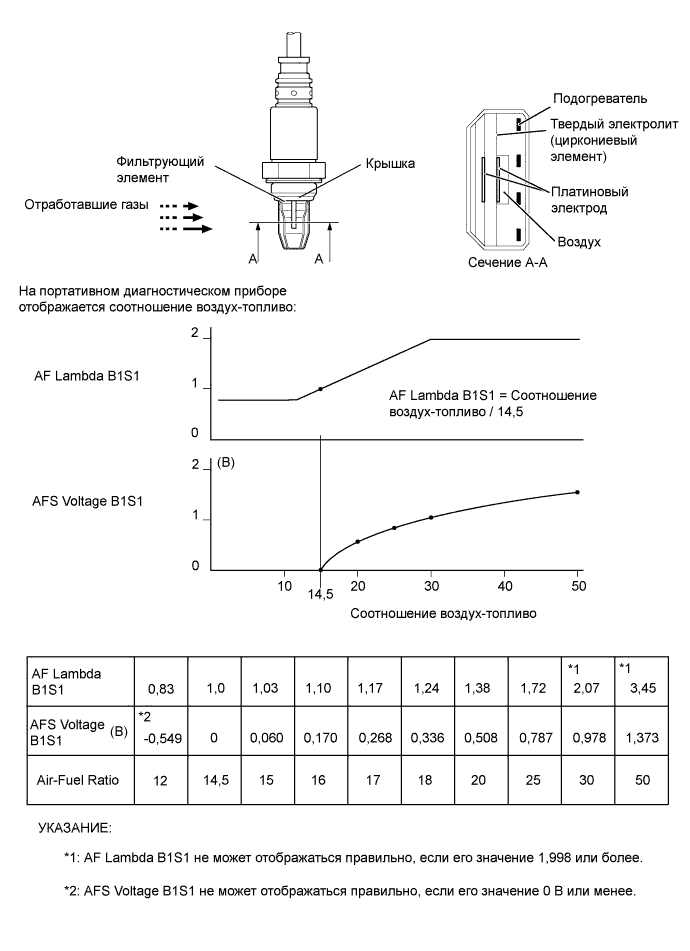 Фильтрующий
элемент
Крышка
Отработавшие газы
A
A
Подогреватель
Твердый электролит
(циркониевый
элемент)
Платиновый
электрод
Воздух
Сечение А-А
На портативном диагностическом приборе
отображается соотношение воздух-топливо:
AF Lambda B1S1
2
1
0
AF Lambda B1S1 = Соотношение
воздух-топливо / 14,5
AFS Voltage B1S1
(В)
2
1
0
10 14,5 20 30 40 50
Соотношение воздух-топливо
AF Lambda
B1S1
0,83 1,0 1,03 1,10 1,17 1,24 1,38 1,72 *1 2,07 *1 3,45
AFS Voltage (В)
B1S1
*2 -0,549 0 0,060 0,170 0,268 0,336 0,508 0,787 0,978 1,373
Air-Fuel Ratio 12 14,5 15 16 17 18 20 25 30 50
УКАЗАНИЕ:
*1: AF Lambda B1S1 не может отображаться правильно, если его значение 1,998 или более.
*2: AFS Voltage B1S1 не может отображаться правильно, если его значение 0 В или менее.